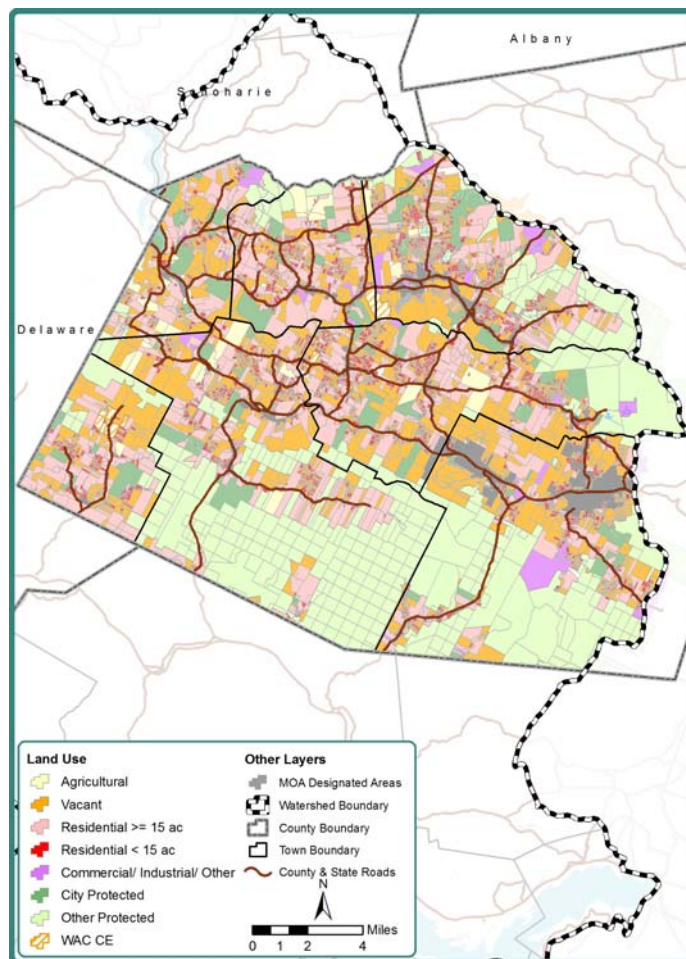 Albany
Schoharie
Delaware
Land Use
Agricultural
Vacant
Residential >= 15 ac
Residential < 15 ac
Commercial/ Industrial/ Other
City Protected
Other Protected
WAC CE
Other Layers
MOA Designated Areas
Watershed Boundary
County Boundary
Town Boundary
County & State Roads
N
Miles
0 1 2 4